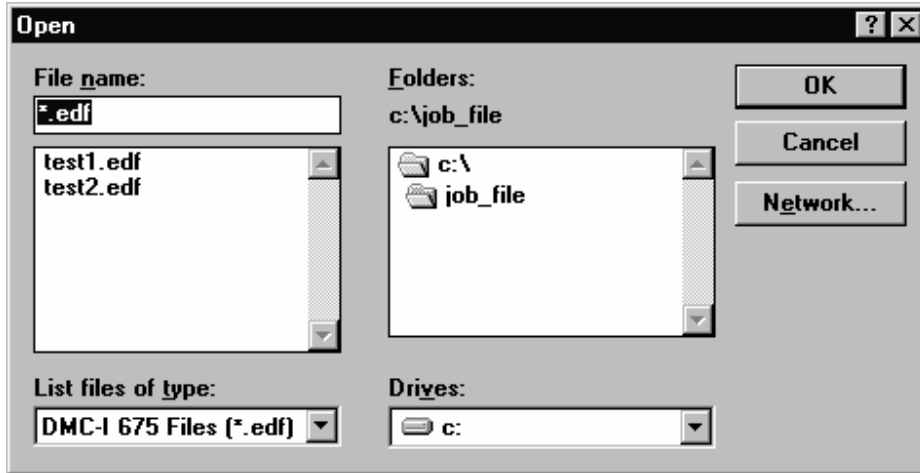 Open
File name:
*.edf
test1.edf
test2.edf
List files of type:
DMC-I 675 Files (*.edf)
Folders:
c:\job_file
c:\
job_file
Drives:
c:
OK
Cancel
Network...